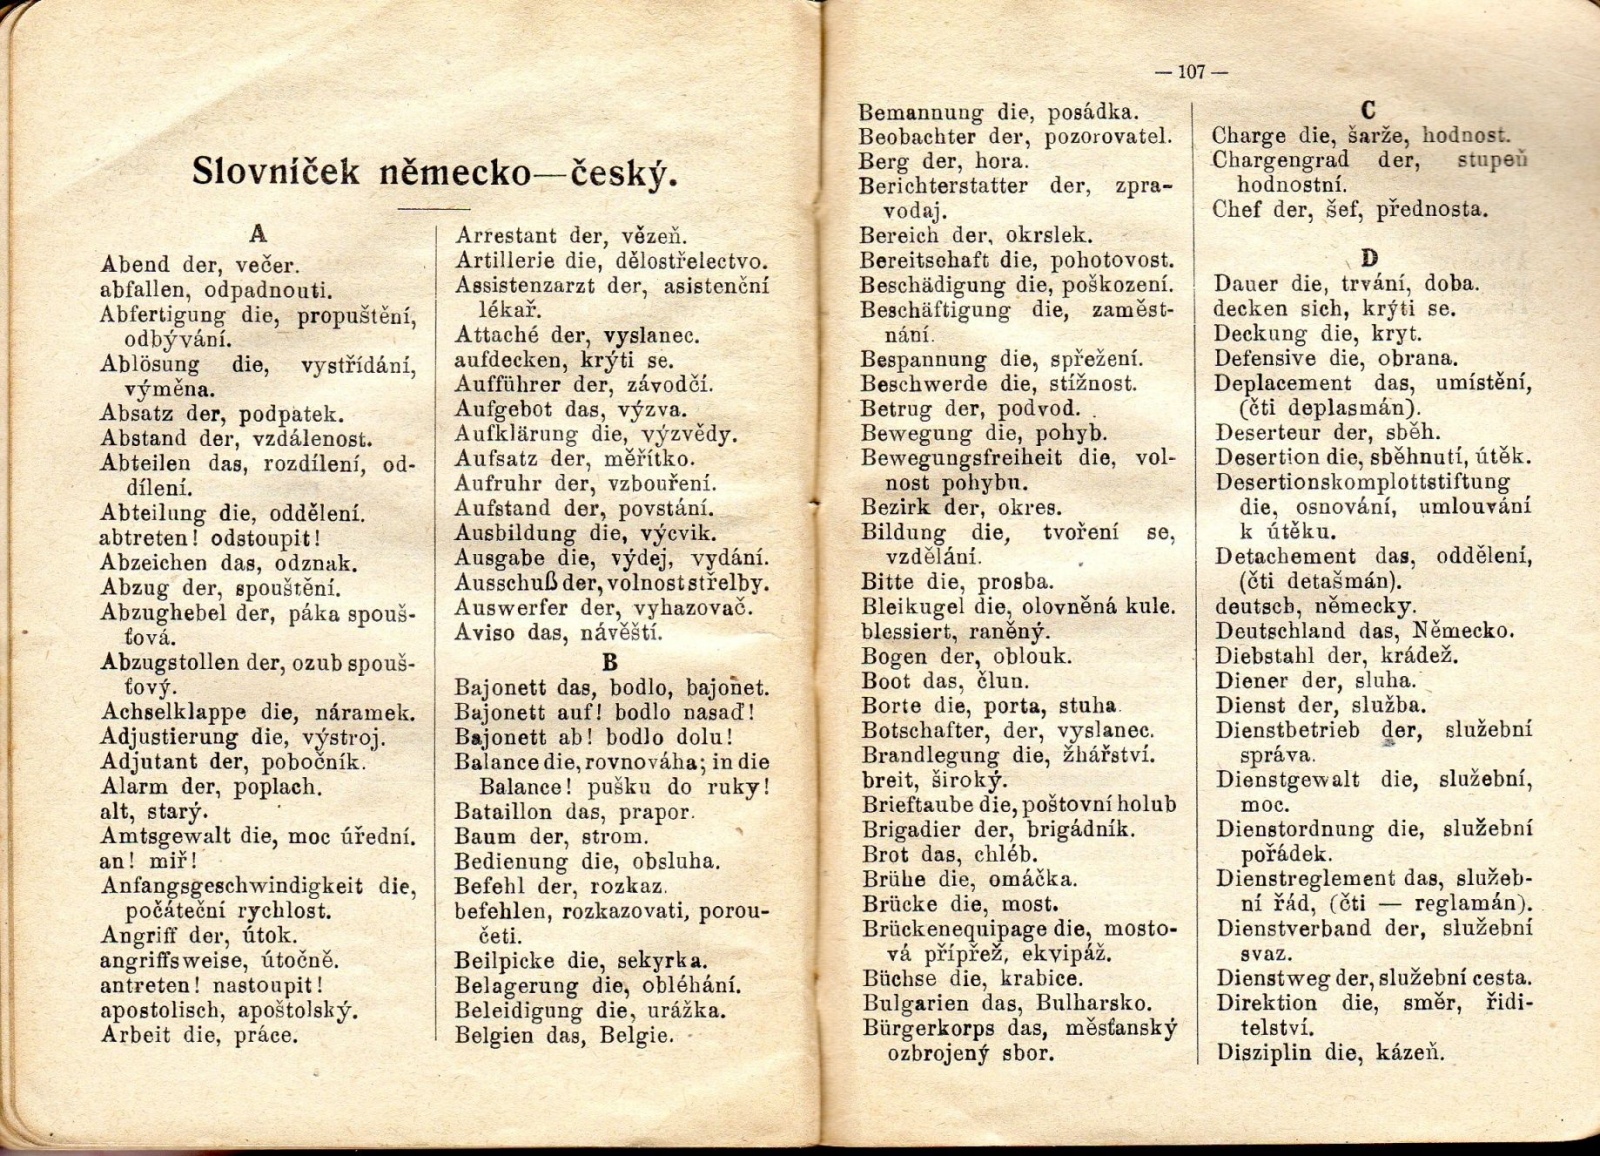 Slovníček německo—český.
A
Abend der, večer.
abfallen, odpadnouti.
Abfertigung die, propuštění,
odbývání.
Ablösung die, vystřídání,
výměna.
Absatz der, podpatek.
Abstand der, vzdálenost.
Abteilen das, rozdílení, od-
dílení.
Abteilung die, oddělení.
abtreten! odstoupit!
Abzeichen das, odznak.
Abzug der, spouštění.
Abzughebel der, páka spouš-
ťová.
Abzugstollen der, ozub spouš-
ťový.
Achselklappe die, náramek.
Adjustierung die, výstroj.
Adjutant der, pobočník.
Alarm der, poplach.
alt, starý.
Amtsgewalt die, moc úřední.
an! miř!
Anfangsgeschwindigkeit die,
počáteční rychlost.
Angriff der, útok.
angriffsweise, útočně.
antreten! nastoupit!
apostolisch, apoštolský.
Arbeit die, práce.
Arrestant der, vězeň.
Artillerie die, dělostřelectvo.
Assistenzarzt der, asistenční
lékař.
Attaché der, vyslanec.
aufdecken, krýti se.
Aufführer der, závodčí.
Aufgebot das, výzva.
Aufklärung die, výzvědy.
Aufsatz der, měřítko.
Aufruhr der, vzbouření.
Aufstand der, povstání.
Ausbildung die, výcvik.
Ausgabe die, výdej, vydání.
Ausschuß der, volnost střelby.
Auswerfer der, vyhazovač.
Aviso das, návěští.
B
Bajonett das, bodlo, bajonet.
Bajonett auf! bodlo nasaď!
Bajonett ab! bodlo dolu!
Balance die, rovnováha; in die
Balance! pušku do ruky!
Bataillon das, prapor.
Baum der, strom.
Bedienung die, obsluha.
Befehl der, rozkaz.
befehlen, rozkazovati, porou-
četi.
Beilpicke die, sekyrka.
Belagerung die, obléhání.
Beleidigung die, urážka.
Belgien das, Belgie.
— 107 —
Bemannung die, posádka.
Beobachter der, pozorovatel.
Berg der, hora.
Berichterstatter der, zpra-
vodaj.
Bereich der, okrslek.
Bereitschaft die, pohotovost.
Beschädigung die, poškození.
Beschäftigung die, zaměst-
nání.
Bespannung die, spřežení.
Beschwerde die, stížnost.
Betrug der, podvod.
Bewegung die, pohyb.
Bewegungsfreiheit die, vol-
nost pohybu.
Bezirk der, okres.
Bildung die, tvoření se,
vzdělání.
Bitte die, prosba.
Bleikugel die, olovněná kule.
blessiert, raněný.
Bogen der, oblouk.
Boot das, člun.
Borte die, porta, stuha.
Botschafter, der, vyslanec.
Brandlegung die, žhářství.
breit, široký.
Brieftaube die, poštovní holub
Brigadier der, brigádník.
Brot das, chléb.
Brühe die, omáčka.
Brücke die, most.
Brückenequipage die, mosto-
vá přípřež, ekvipáž.
Büchse die, krabice.
Bulgarien das, Bulharsko.
Bürgerkorps das, měsťanský
ozbrojený sbor.
C
Charge die, šarže, hodnost.
Chargengrad der, stupeň
hodnostní.
Chef der, šef, přednosta.
D
Dauer die, trvání, doba.
decken sich, krýti se.
Deckung die, kryt.
Defensive die, obrana.
Deplacement das, umístění,
(čti deplasmán).
Deserteur der, sběh.
Desertion die, sběhnutí, útěk.
Desertionskomplottstiftung
die, osnování, umlouvání
k útěku.
Detachement das, oddělení,
(čti detašmán).
deutsch, německy.
Deutschland das, Německo.
Diebstahl der, krádež.
Diener der, sluha.
Dienst der, služba.
Dienstbetrieb der, služební
správa.
Dienstgewalt die, služební,
moc.
Dienstordnung die, služební
pořádek.
Dienstreglement das, služeb-
ní řád, (čti — reglamán).
Dienstverband der, služební
svaz.
Dienstweg der, služební cesta.
Direktion die, směr, ředi-
telství.
Disziplin die, kázeň.